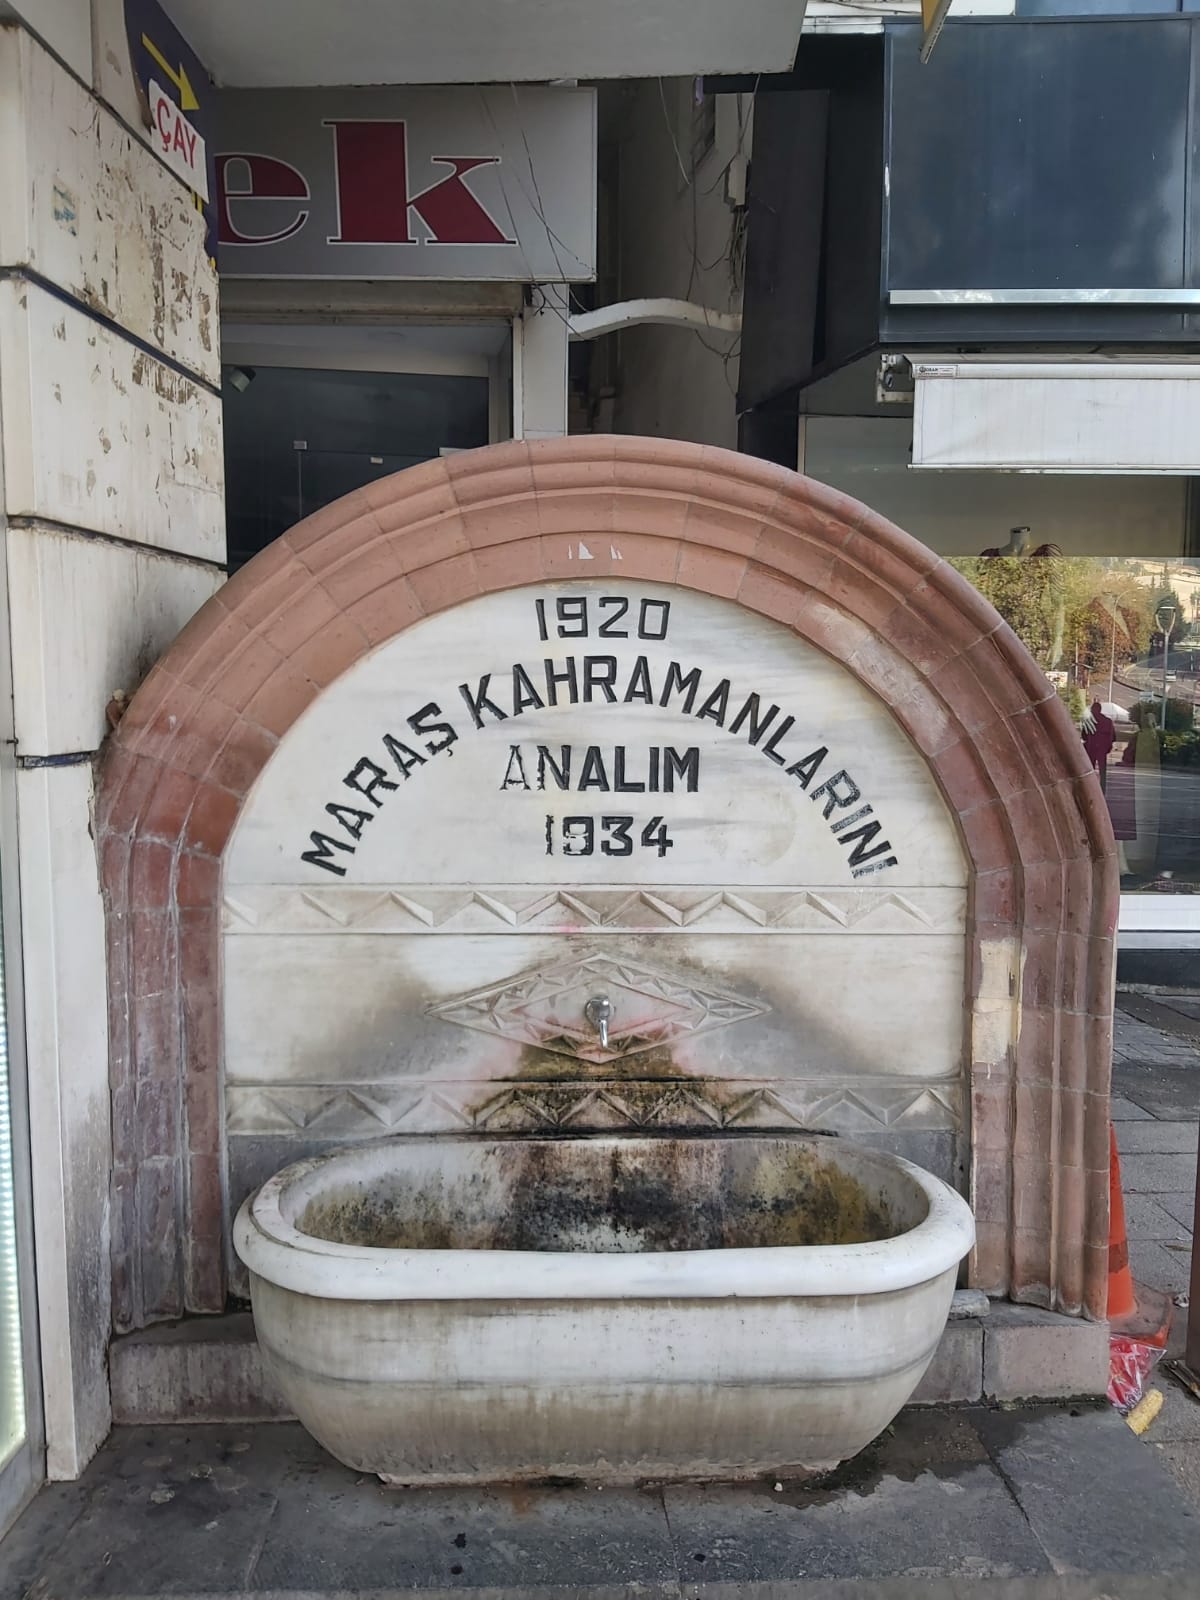 ÇAY
ek
1920
MARAŞ KAHRAMANLARINI
ANALIM
1934